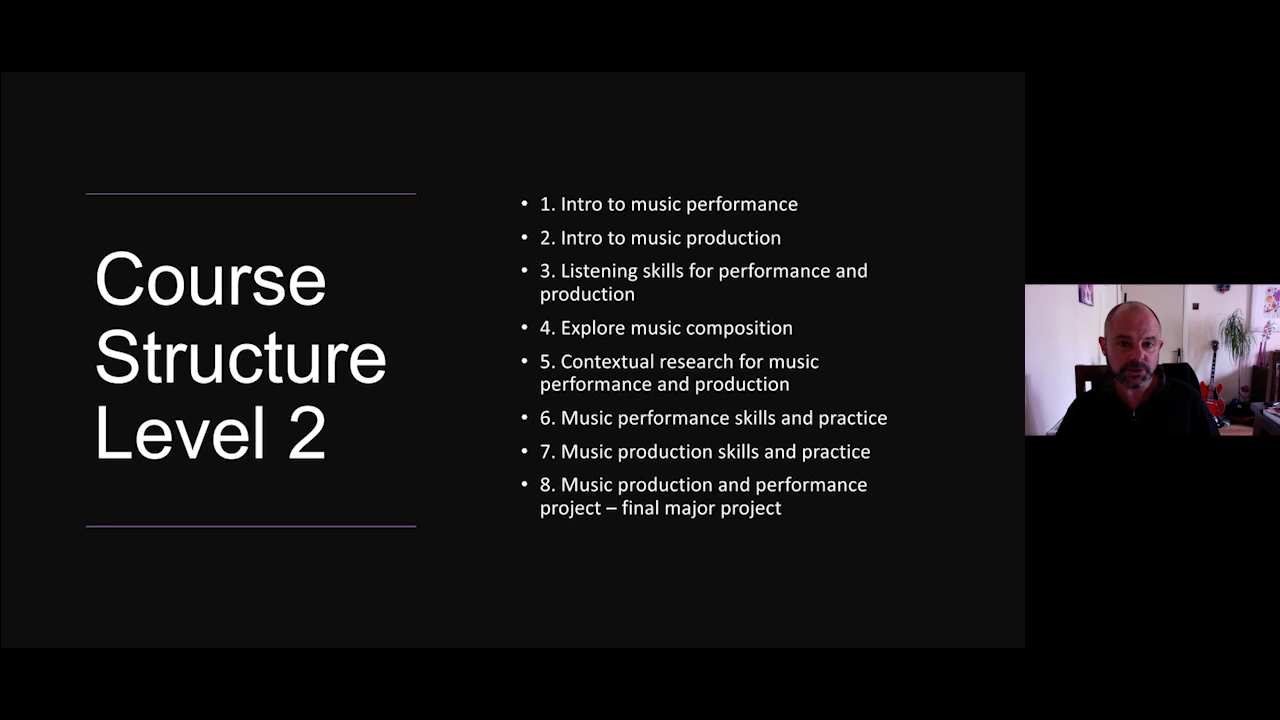 Course
Structure
Level 2
• 1. Intro to music performance
• 2. Intro to music production
• 3. Listening skills for performance and
production
• 4. Explore music composition
• 5. Contextual research for music
performance and production
• 6. Music performance skills and practice
• 7. Music production skills and practice
• 8. Music production and performance
project – final major project